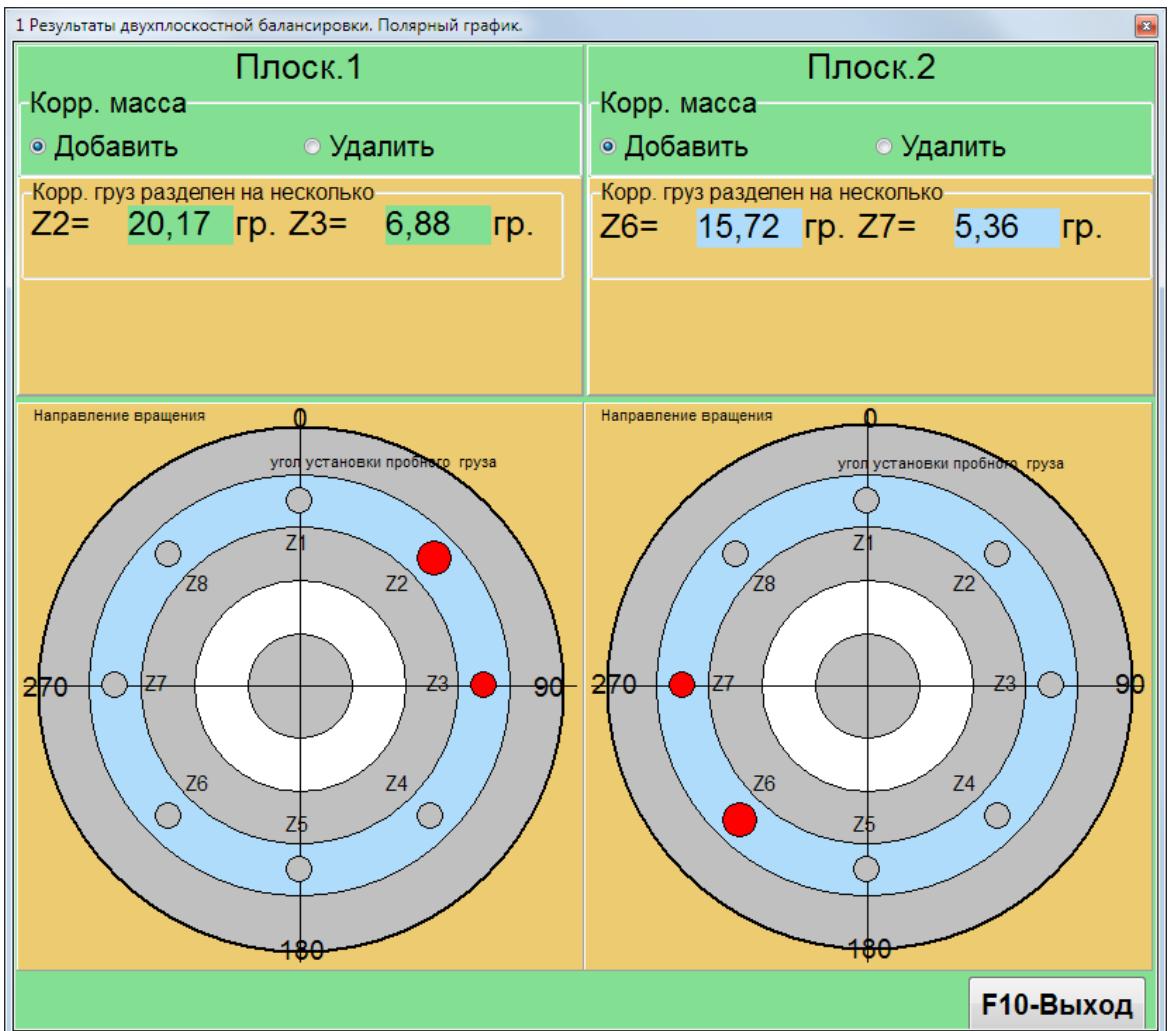 1 Результаты двухплоскостной балансировки. Полярный график.
Плоск.1
Корр. масса
Добавить Удалить
Корр. груз разделен на несколько
Z2= 20,17 гр. Z3= 6,88 гр.
Плоск.2
Корр. масса
Добавить Удалить
Корр. груз разделен на несколько
Z6= 15,72 гр. Z7= 5,36 гр.
Направление вращения
0
угол установки пробного груза
Z1
Z8 Z2
270 Z7 Z3 90
Z6 Z4
Z5
180
Направление вращения
0
угол установки пробного груза
Z1
Z8 Z2
270 Z7 Z3 90
Z6 Z4
Z5
180
F10-Выход